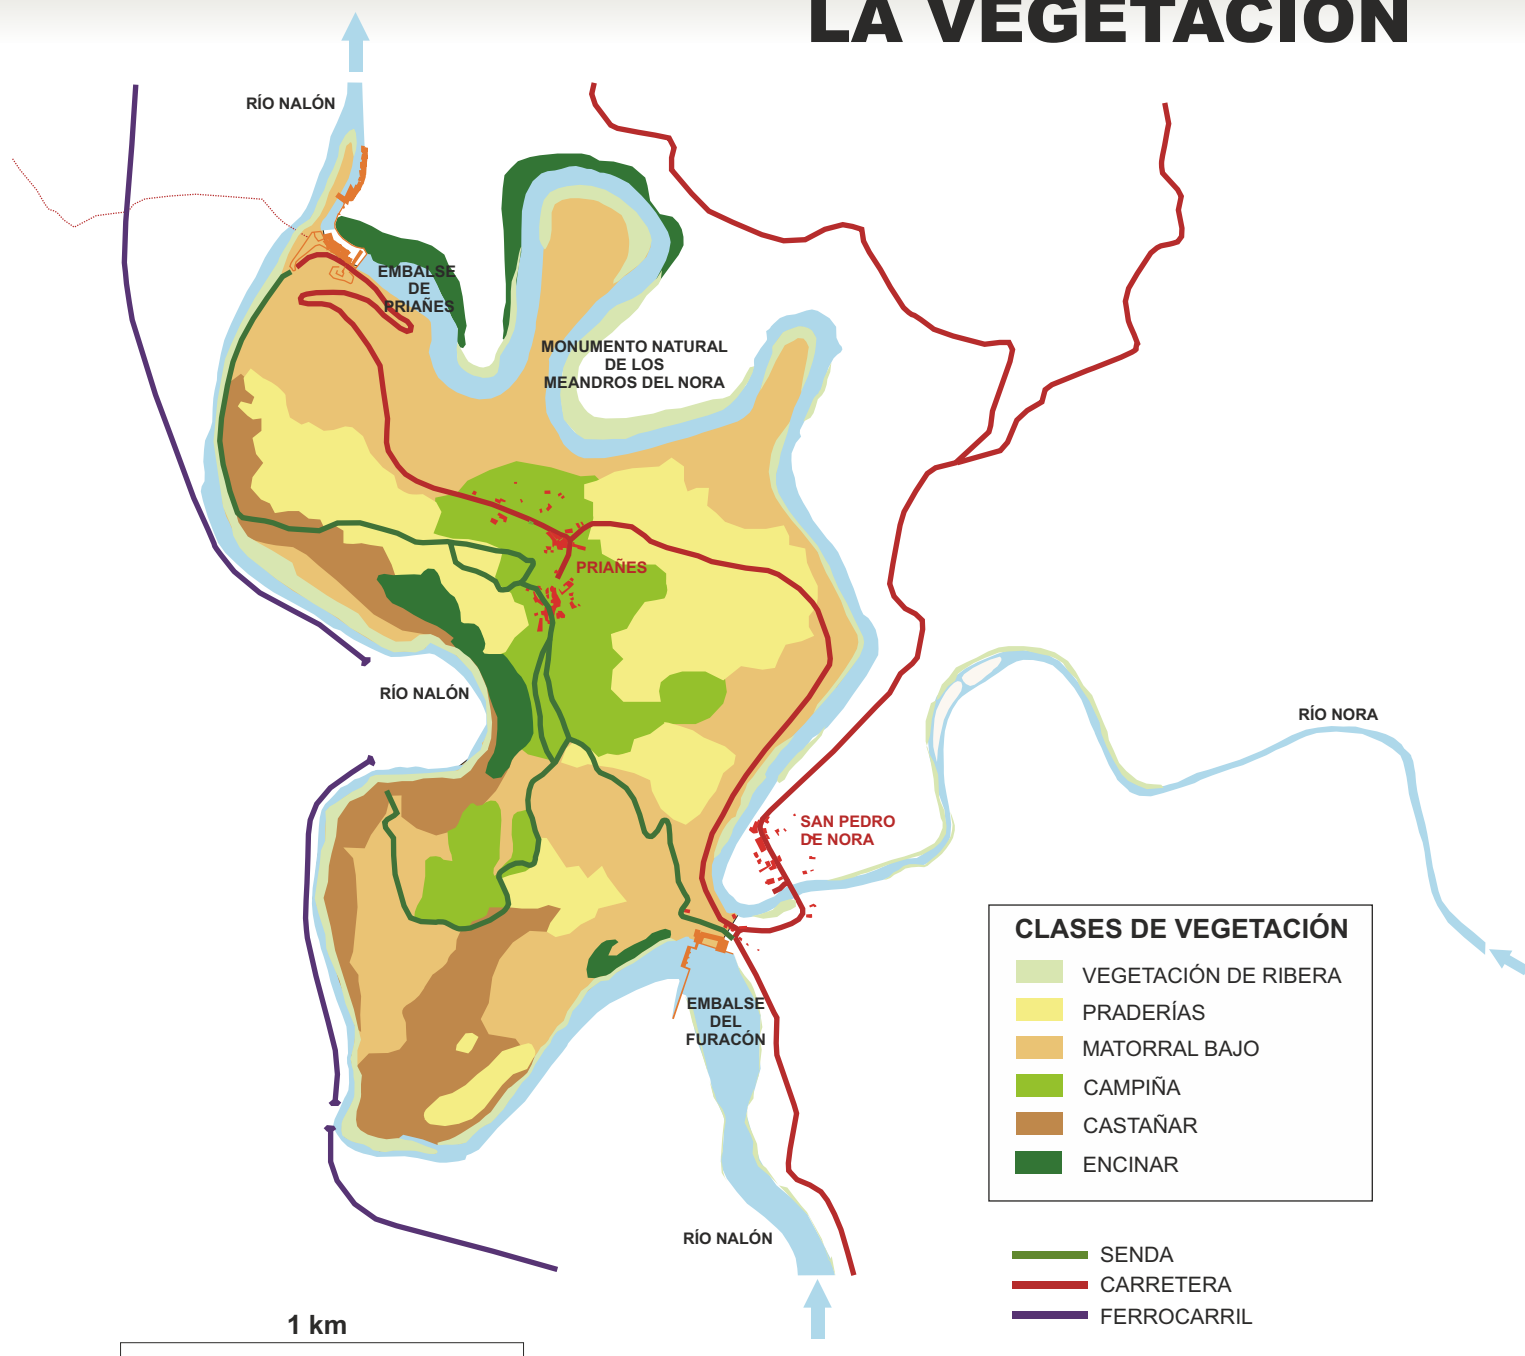 LA VEGETACIÓN
RÍO NALÓN
EMBALSE
DE
PRIAÑES
MONUMENTO NATURAL
DE LOS
MEANDROS DEL NORA
PRIAÑES
RÍO NALÓN
RÍO NORA
SAN PEDRO
DE NORA
EMBALSE
DEL
FURACÓN
RÍO NALÓN
CLASES DE VEGETACIÓN
VEGETACIÓN DE RIBERA
PRADERÍAS
MATORRAL BAJO
CAMPIÑA
CASTAÑAR
ENCINAR
SENDA
CARRETERA
FERROCARRIL
1 km